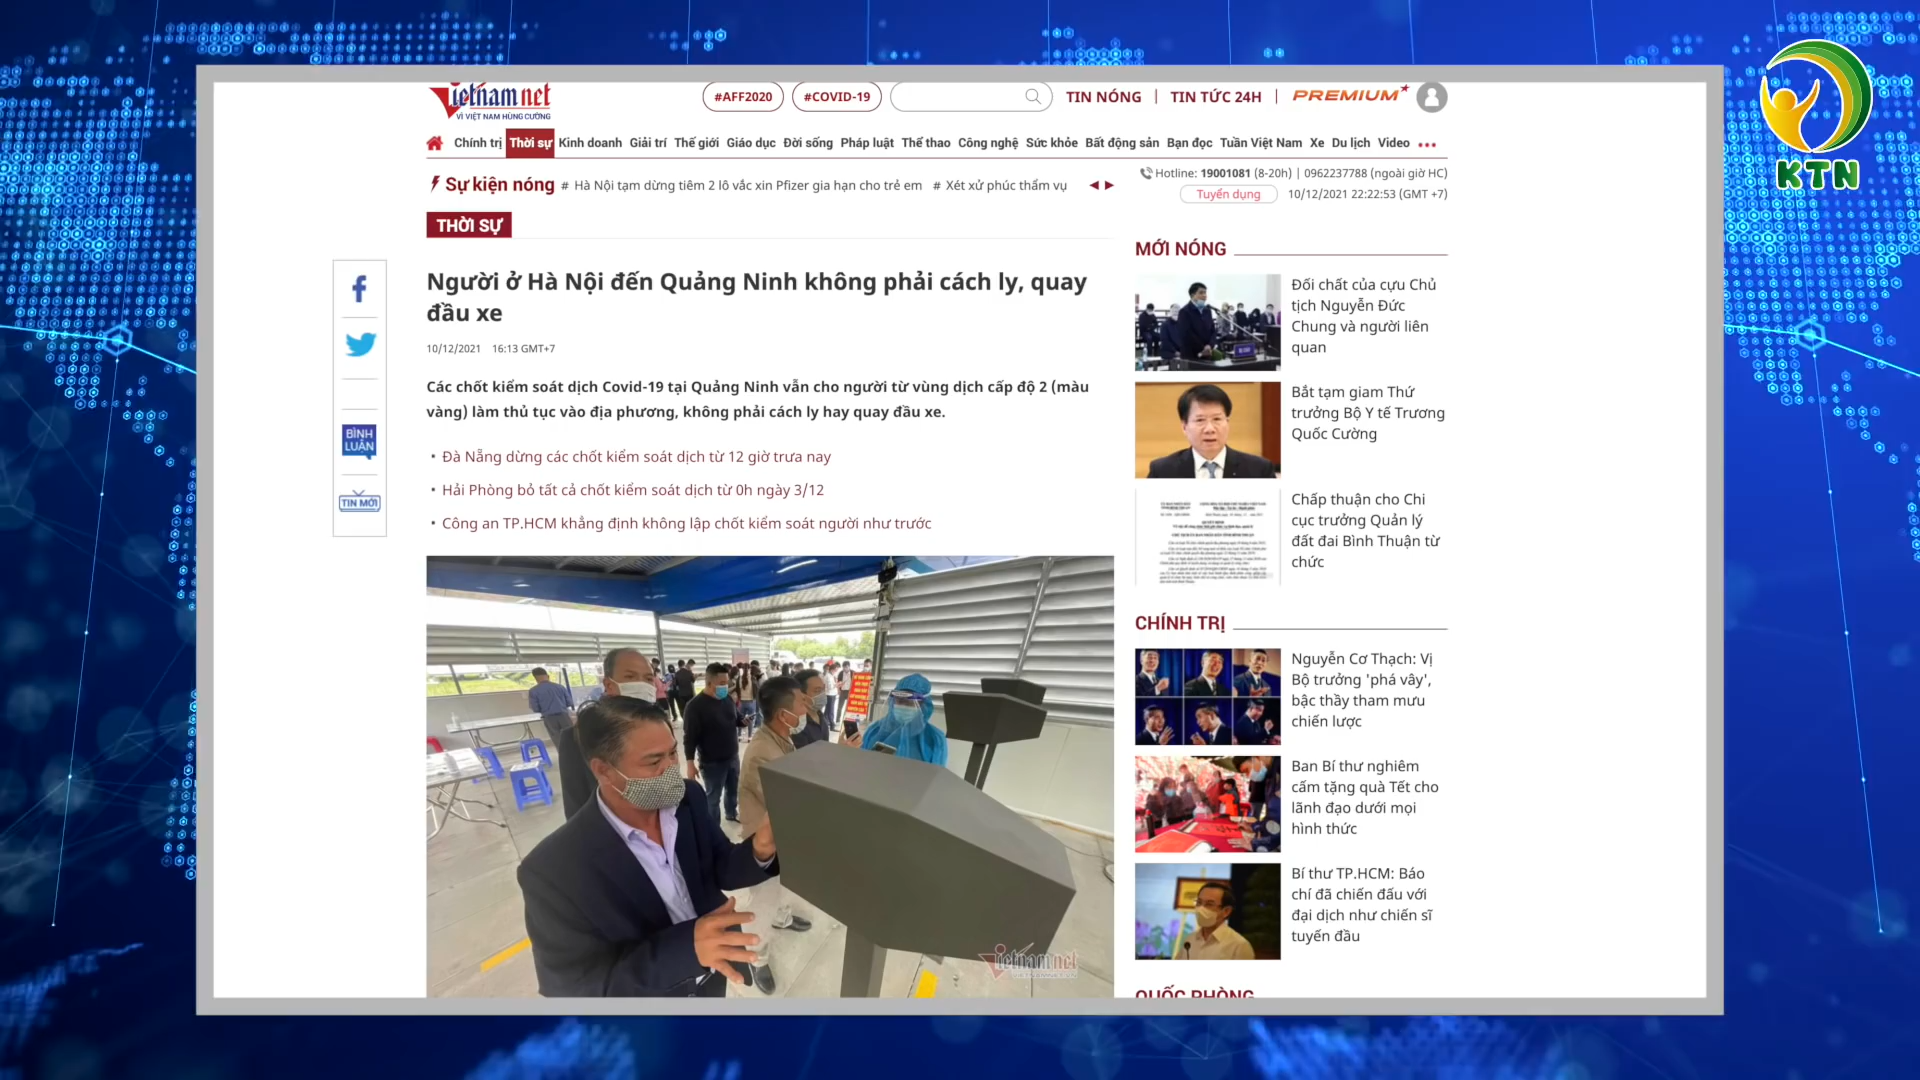 Vietnamnet
VÌ VIỆT NAM HÙNG CƯỜNG
#AFF2020
#COVID-19
TIN NÓNG | TIN TỨC 24H | PREMIUM
KTN
Chính trị Thời sự Kinh doanh Giải trí Thế giới Giáo dục Đời sống Pháp luật Thể thao Công nghệ Sức khỏe Bất động sản Bạn đọc Tuần Việt Nam Xe Du lịch Video
Sự kiện nóng # Hà Nội tạm dừng tiêm 2 lô vắc xin Pfizer gia hạn cho trẻ em # Xét xử phúc thẩm vụ
Hotline: 19001081 (8-20h) | 0962237788 (ngoài giờ HC)
Tuyển dụng 10/12/2021 22:22:53 (GMT +7)
THỜI SỰ
Người ở Hà Nội đến Quảng Ninh không phải cách ly, quay
đầu xe
10/12/2021 16:13 GMT+7
Các chốt kiểm soát dịch Covid-19 tại Quảng Ninh vẫn cho người từ vùng dịch cấp độ 2 (màu
vàng) làm thủ tục vào địa phương, không phải cách ly hay quay đầu xe.
• Đà Nẵng dừng các chốt kiểm soát dịch từ 12 giờ trưa nay
• Hải Phòng bỏ tất cả chốt kiểm soát dịch từ 0h ngày 3/12
• Công an TP.HCM khẳng định không lập chốt kiểm soát người như trước
BÌNH
LUẬN
TIN MỚI
Vietnamnet
MỚI NÓNG
Đối chất của cựu Chủ
tịch Nguyễn Đức
Chung và người liên
quan
Bắt tạm giam Thứ
trưởng Bộ Y tế Trương
Quốc Cường
Chấp thuận cho Chi
cục trưởng Quản lý
đất đai Bình Thuận từ
chức
CHÍNH TRỊ
Nguyễn Cơ Thạch: Vị
Bộ trưởng 'phá vây',
bậc thầy tham mưu
chiến lược
Ban Bí thư nghiêm
cấm tặng quà Tết cho
lãnh đạo dưới mọi
hình thức
Bí thư TP.HCM: Báo
chí đã chiến đấu với
đại dịch như chiến sĩ
tuyến đầu
QUỐC PHÒNG